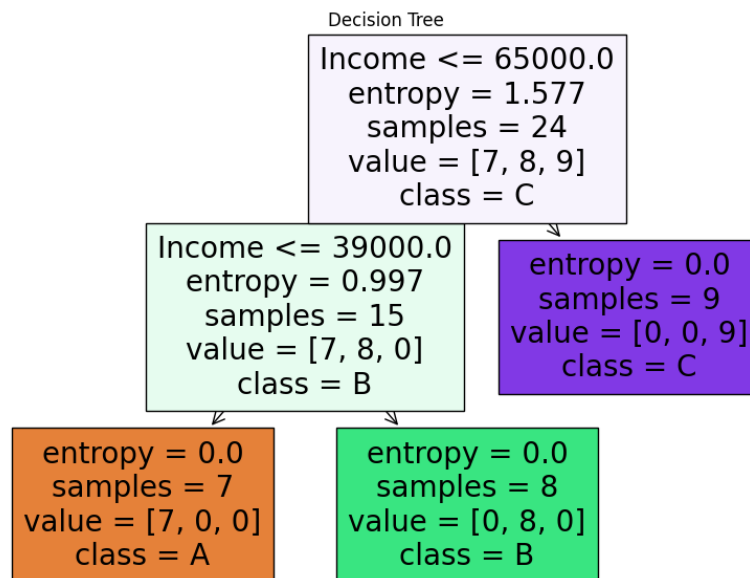 Decision Tree
Income <= 65000.0
entropy = 1.577
samples = 24
value = [7, 8, 9]
class = C
Income <= 39000.0
entropy = 0.997
samples = 15
value = [7, 8, 0]
class = B
entropy = 0.0
samples = 9
value = [0, 0, 9]
class = C
entropy = 0.0
samples = 7
value = [7, 0, 0]
class = A
entropy = 0.0
samples = 8
value = [0, 8, 0]
class = B